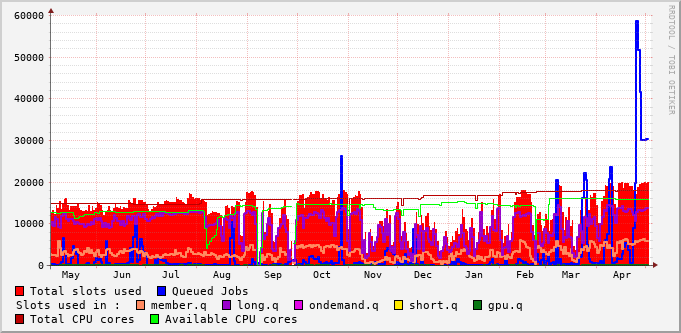 60000
50000
40000
30000
20000
10000
0
May Jun Jul Aug Sep Oct Nov Dec Jan Feb Mar Apr
RRDTOOL / TOBI OETIKER
Total slots used Queued Jobs
Slots used in : member.q long.q ondemand.q short.q gpu.q
Total CPU cores Available CPU cores